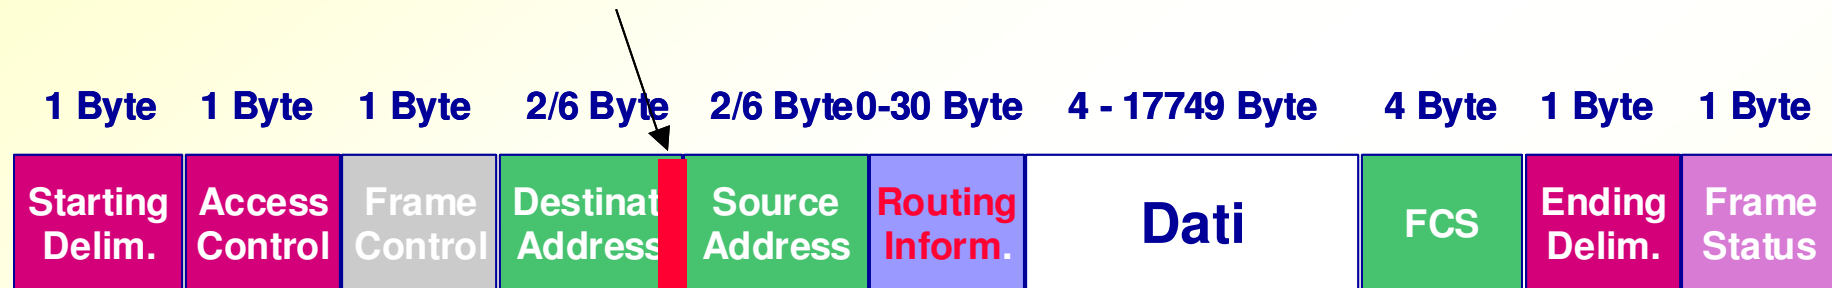 1 Byte 1 Byte 1 Byte 2/6 Byte 2/6 Byte 0-30 Byte 4 - 17749 Byte 4 Byte 1 Byte 1 Byte
Starting Delim.
Access Control
Frame Control
Destinat Address
Source Address
Routing Inform.
Dati
FCS
Ending Delim.
Frame Status